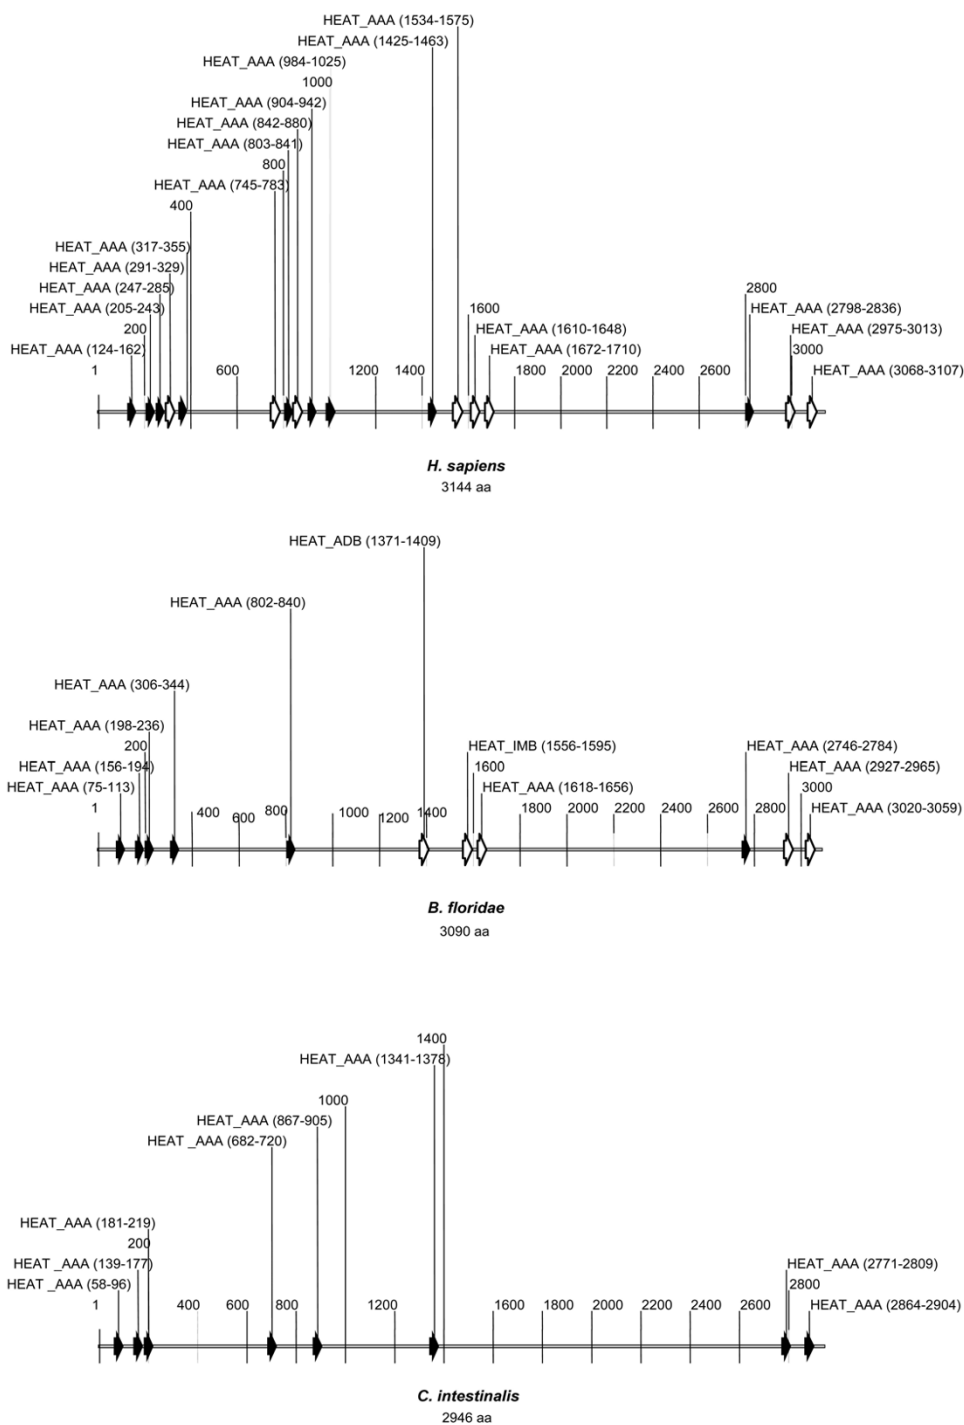 HEAT_AAA (1534-1575)
HEAT_AAA (1425-1463)
HEAT_AAA (984-1025)
1000
HEAT_AAA (904-942)
HEAT_AAA (842-880)
HEAT_AAA (803-841)
800
HEAT_AAA (745-783)
400
HEAT_AAA (317-355)
HEAT_AAA (291-329)
HEAT_AAA (247-285)
2800
HEAT_AAA (205-243)
1600
HEAT_AAA (2798-2836)
200
HEAT_AAA (1610-1648)
HEAT_AAA (2975-3013)
HEAT_AAA (124-162)
HEAT_AAA (1672-1710)
3000
1 600 1200 1400 1800 2000 2200 2400 2600 HEAT_AAA (3068-3107)
H. sapiens
3144 aa
HEAT_ADB (1371-1409)
HEAT_AAA (802-840)
HEAT_AAA (306-344)
HEAT_AAA (198-236)
200
HEAT_IMB (1556-1595)
HEAT_AAA (2746-2784)
HEAT_AAA (156-194)
1600
HEAT_AAA (2927-2965)
HEAT_AAA (75-113)
HEAT_AAA (1618-1656)
3000
1 400 600 800 1000 1200 1400 1800 2000 2200 2400 2600 2800 HEAT_AAA (3020-3059)
B. floridae
3090 aa
1400
HEAT_AAA (1341-1378)
1000
HEAT_AAA (867-905)
HEAT _AAA (682-720)
HEAT_AAA (181-219)
200
HEAT _AAA (139-177)
HEAT_AAA (2771-2809)
HEAT _AAA (58-96)
2800
1 400 600 800 1200 1600 1800 2000 2200 2400 2600 HEAT_AAA (2864-2904)
C. intestinalis
2946 aa